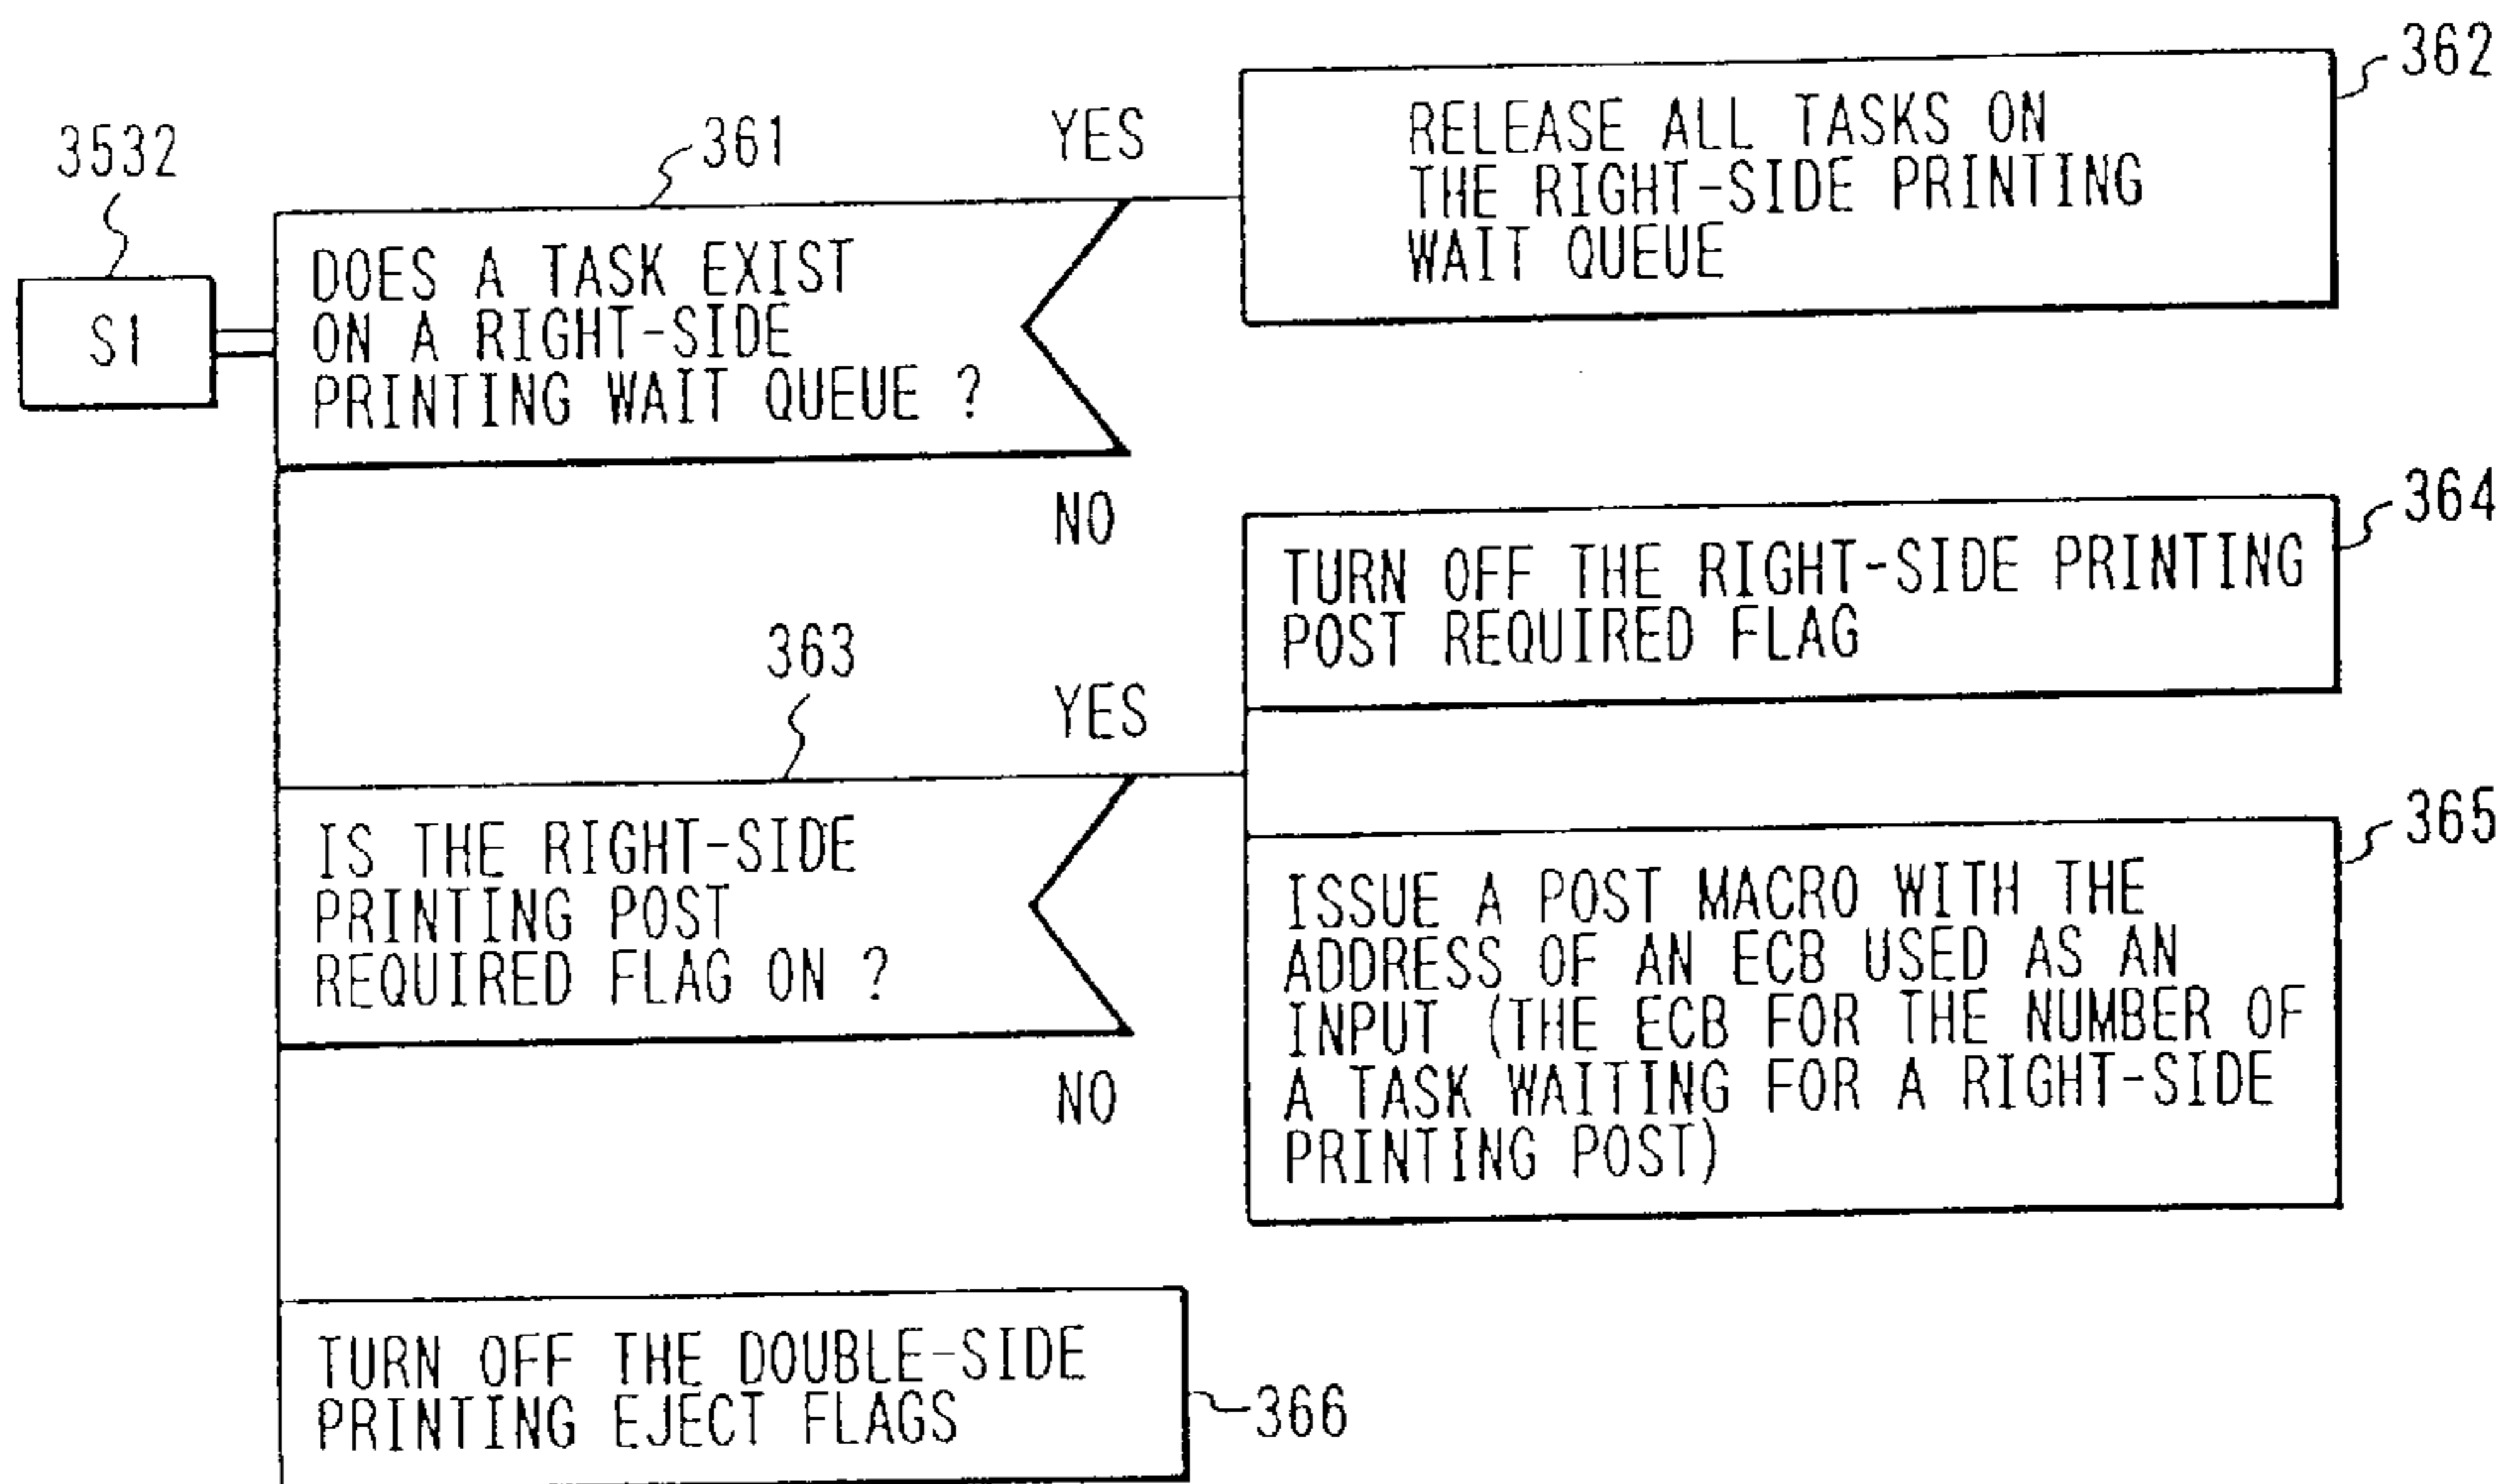 3532
S1
361
DOES A TASK EXIST
ON A RIGHT-SIDE
PRINTING WAIT QUEUE ?
YES
NO
362
RELEASE ALL TASKS ON
THE RIGHT-SIDE PRINTING
WAIT QUEUE
363
IS THE RIGHT-SIDE
PRINTING POST
REQUIRED FLAG ON ?
YES
NO
364
TURN OFF THE RIGHT-SIDE PRINTING
POST REQUIRED FLAG
365
ISSUE A POST MACRO WITH THE
ADDRESS OF AN ECB USED AS AN
INPUT (THE ECB FOR THE NUMBER OF
A TASK WAITING FOR A RIGHT-SIDE
PRINTING POST)
TURN OFF THE DOUBLE-SIDE
PRINTING EJECT FLAGS
366